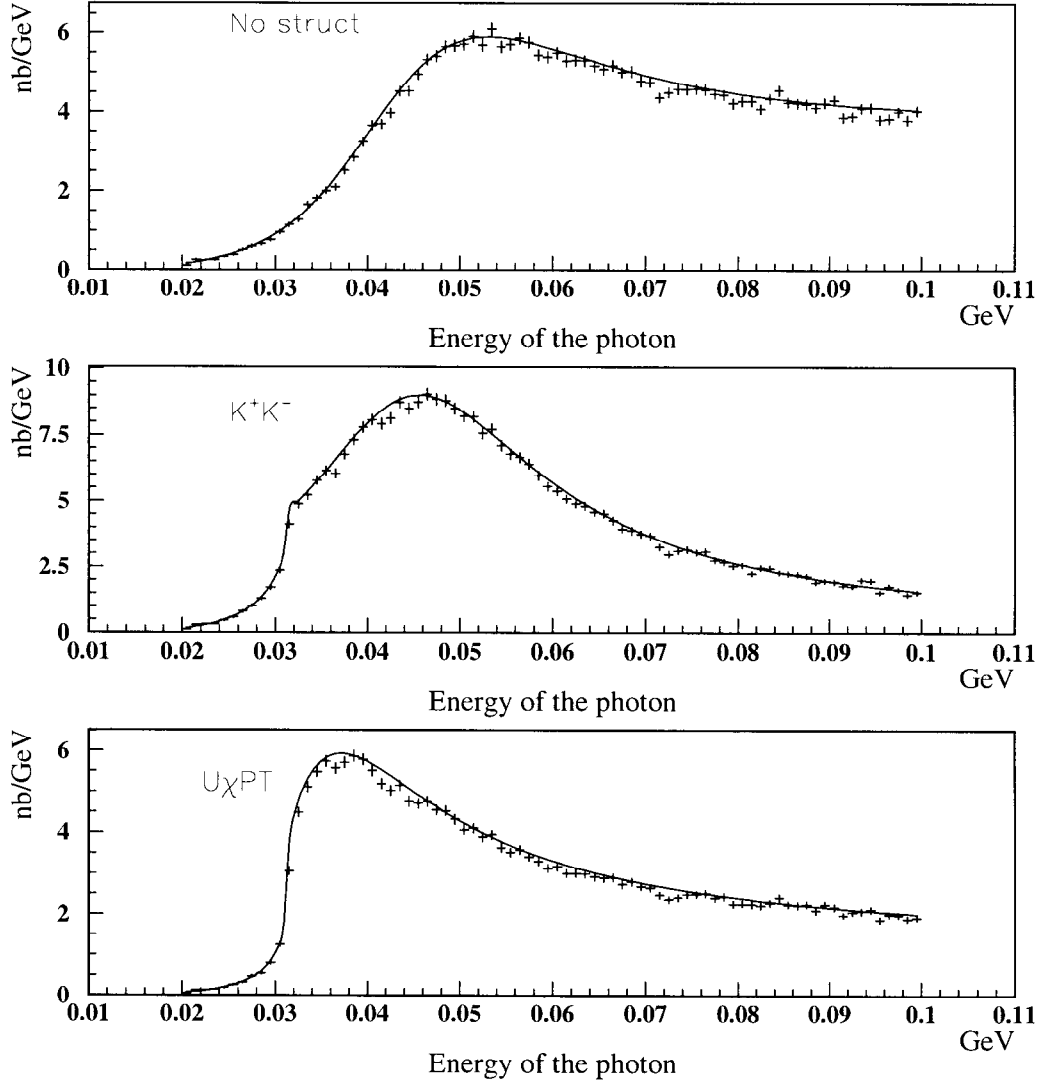 nb/GeV
No struct
6
4
2
0
0.01 0.02 0.03 0.04 0.05 0.06 0.07 0.08 0.09 0.1 0.11
GeV
Energy of the photon
nb/GeV
K⁺K⁻
10
7.5
5
2.5
0
0.01 0.02 0.03 0.04 0.05 0.06 0.07 0.08 0.09 0.1 0.11
GeV
Energy of the photon
nb/GeV
UχPT
6
4
2
0
0.01 0.02 0.03 0.04 0.05 0.06 0.07 0.08 0.09 0.1 0.11
GeV
Energy of the photon